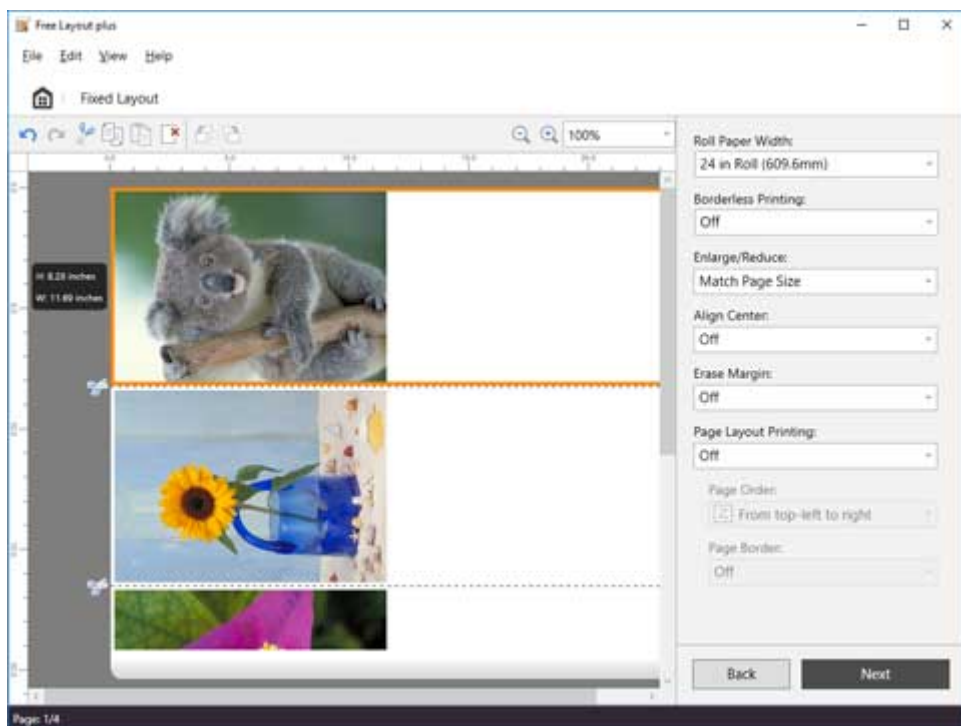 Free Layout plus
File Edit View Help
Fixed Layout
100%
H: 8.23 inches
W: 11.69 inches
Roll Paper Width:
24 in Roll (609.6mm)
Borderless Printing:
Off
Enlarge/Reduce:
Match Page Size
Align Center:
Off
Erase Margin:
Off
Page Layout Printing:
Off
Page Order:
From top-left to right
Page Border:
Off
Back Next
Page: 1/4